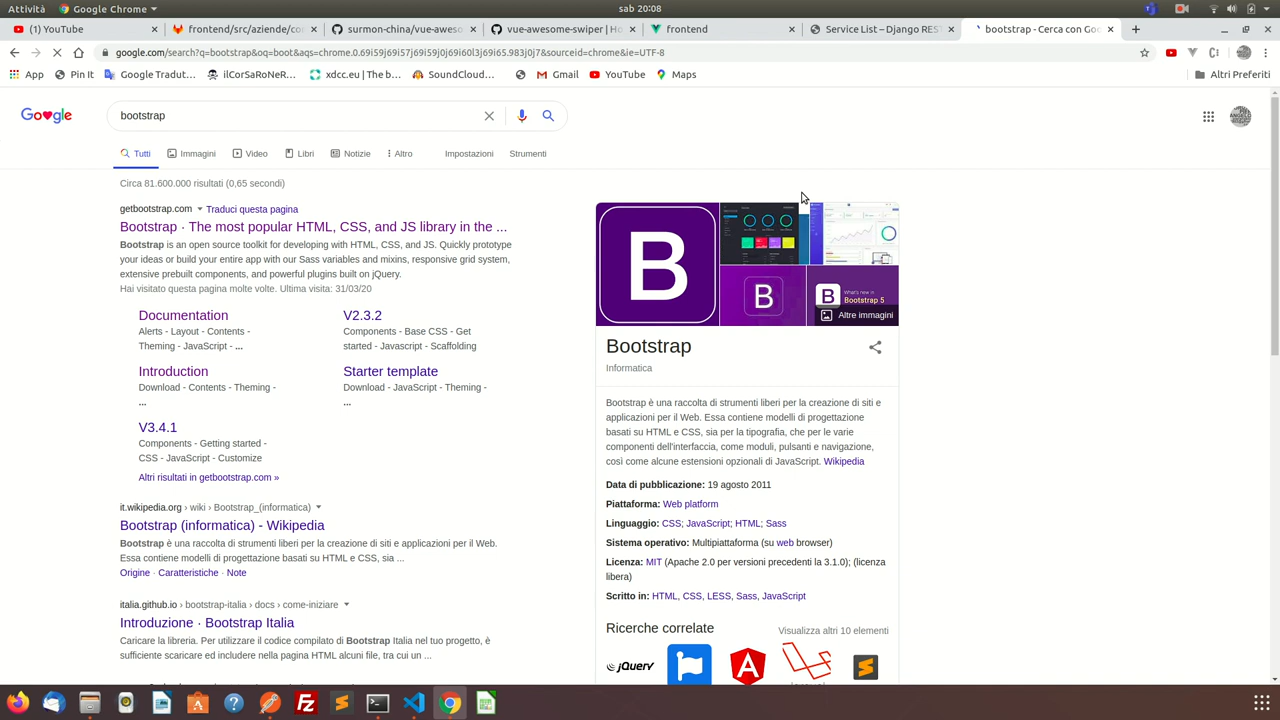 Attività
Google Chrome
sab 20:08
(1) YouTube
frontend/src/aziende/con
surmon-china/vue-aweso
vue-awesome-swiper | Ho
frontend
Service List – Django RES
bootstrap - Cerca con Goo
google.com/search?q=bootstrap&oq=boot&aqs=chrome.0.69i59j69i57j69i59j0j69i60l3j69i65.983j0j7&sourceid=chrome&ie=UTF-8
App
Pin It
Google Tradut...
ilCorSaRoNeR...
xdcc.eu | The b...
SoundCloud...
Gmail
YouTube
Maps
Altri Preferiti
bootstrap
Tutti
Immagini
Video
Libri
Notizie
Altro
Impostazioni
Strumenti
Circa 81.600.000 risultati (0,65 secondi)
getbootstrap.com
Traduci questa pagina
Bootstrap · The most popular HTML, CSS, and JS library in the ...
Bootstrap is an open source toolkit for developing with HTML, CSS, and JS. Quickly prototype
your ideas or build your entire app with our Sass variables and mixins, responsive grid system,
extensive prebuilt components, and powerful plugins built on jQuery.
Hai visitato questa pagina molte volte. Ultima visita: 31/03/20
Documentation
Alerts - Layout - Contents -
Theming - JavaScript - ...
V2.3.2
Components - Base CSS - Get
started - Javascript - Scaffolding
Introduction
Download - Contents - Theming -
...
Starter template
Download - JavaScript - Theming -
...
V3.4.1
Components - Getting started -
CSS - JavaScript - Customize
Altri risultati in getbootstrap.com »
it.wikipedia.org › wiki › Bootstrap_(informatica)
Bootstrap (informatica) - Wikipedia
Bootstrap è una raccolta di strumenti liberi per la creazione di siti e applicazioni per il Web.
Essa contiene modelli di progettazione basati su HTML e CSS, sia ...
Origine · Caratteristiche · Note
italia.github.io › bootstrap-italia › docs › come-iniziare
Introduzione · Bootstrap Italia
Caricare la libreria. Per utilizzare il codice compilato di Bootstrap Italia nel tuo progetto, è
sufficiente scaricare ed includere nella pagina HTML alcuni file, tra cui un ...
B
B
B
What's new in
Bootstrap 5
Altre immagini
Bootstrap
Informatica
Bootstrap è una raccolta di strumenti liberi per la creazione di siti e
applicazioni per il Web. Essa contiene modelli di progettazione
basati su HTML e CSS, sia per la tipografia, che per le varie
componenti dell'interfaccia, come moduli, pulsanti e navigazione,
così come alcune estensioni opzionali di JavaScript. Wikipedia
Data di pubblicazione: 19 agosto 2011
Piattaforma: Web platform
Linguaggio: CSS; JavaScript; HTML; Sass
Sistema operativo: Multipiattaforma (su web browser)
Licenza: MIT (Apache 2.0 per versioni precedenti la 3.1.0); (licenza
libera)
Scritto in: HTML, CSS, LESS, Sass, JavaScript
Ricerche correlate
Visualizza altri 10 elementi
jQuery